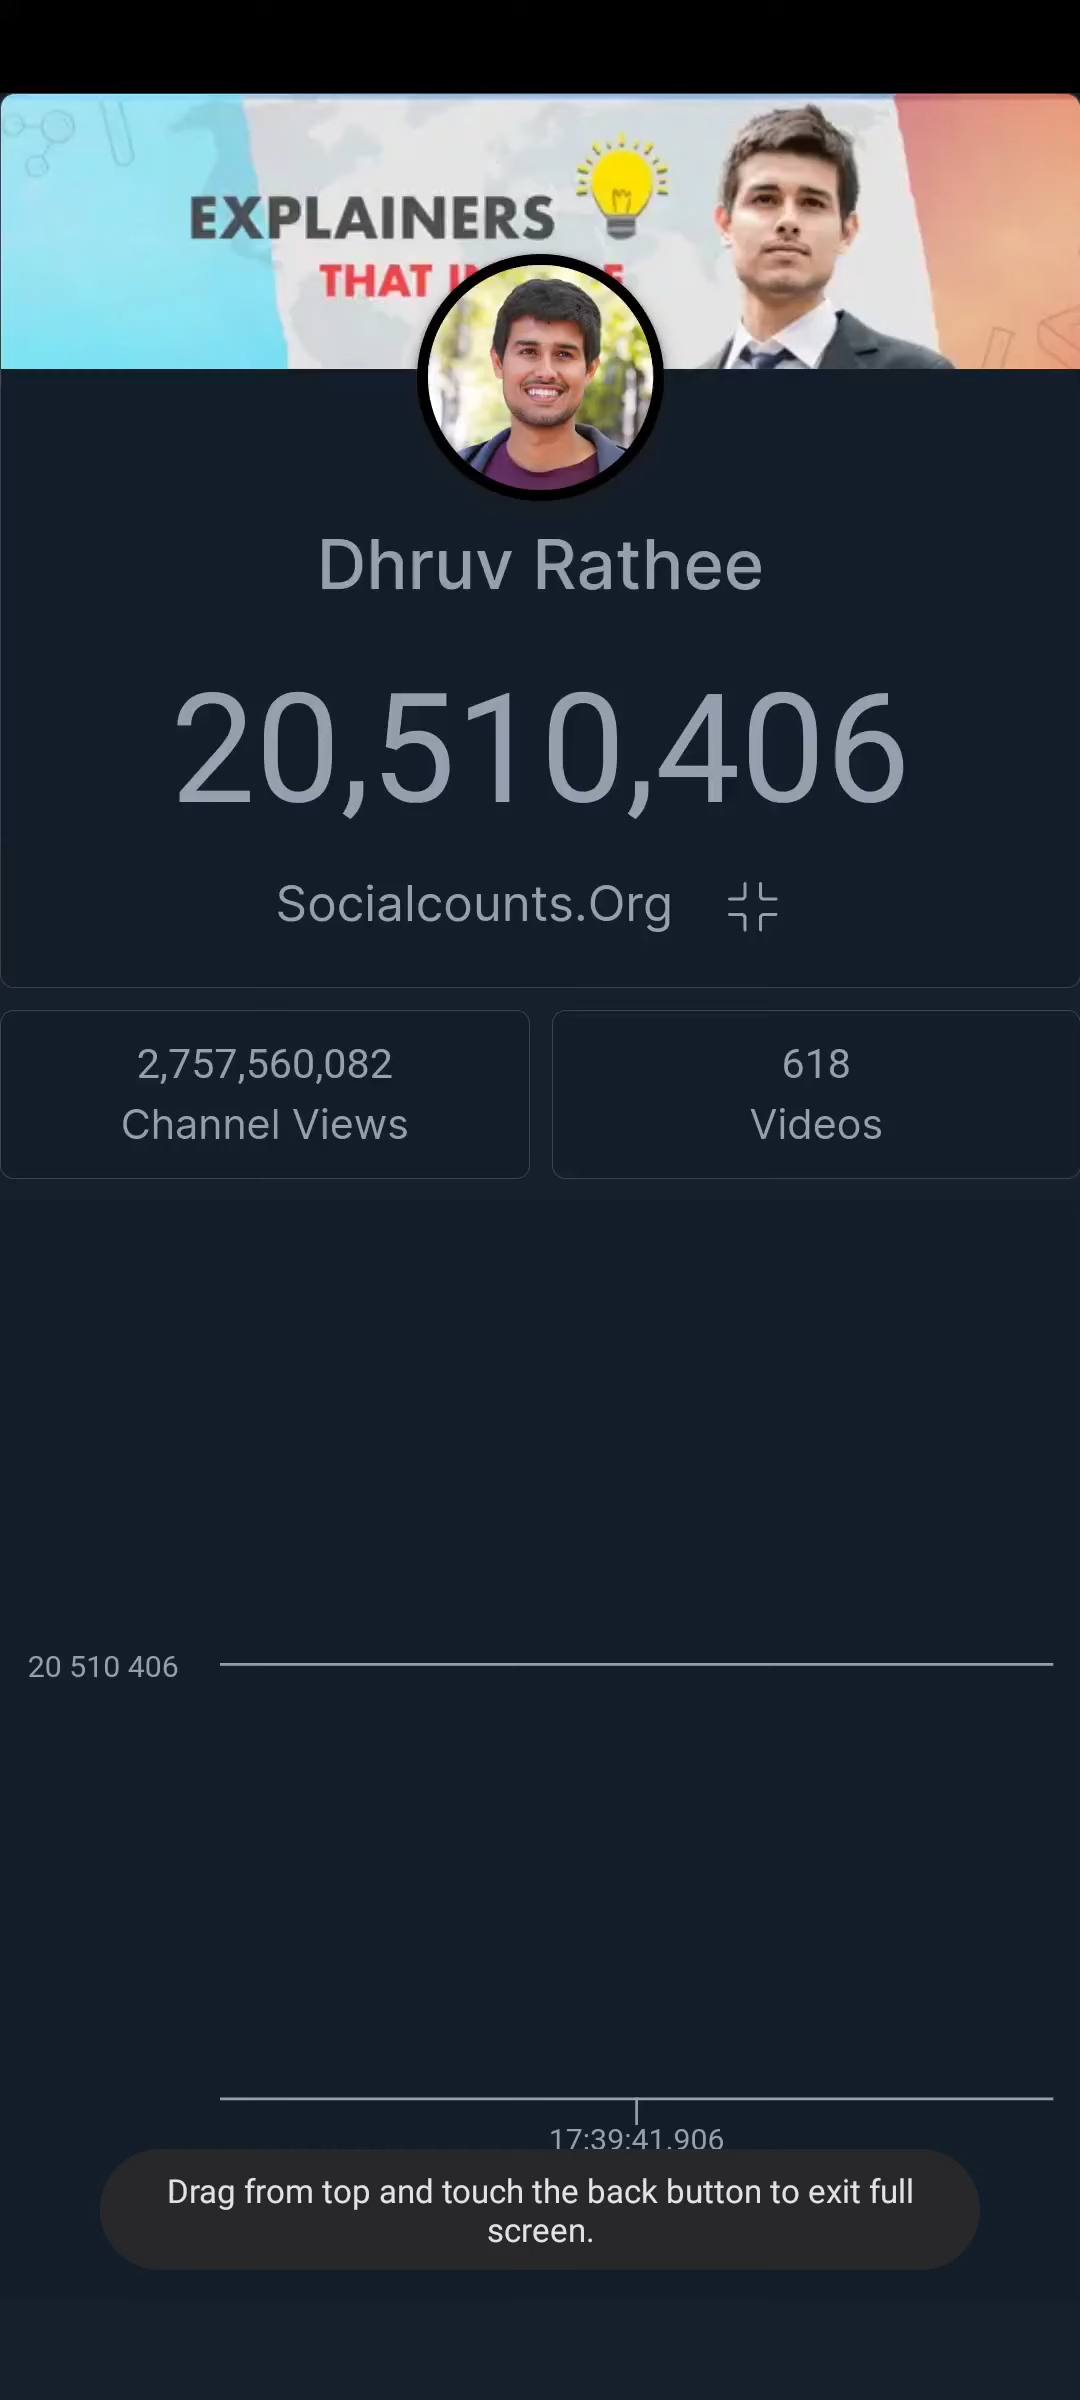 EXPLAINERS
THAT
Dhruv Rathee
20,510,406
Socialcounts.Org
2,757,560,082
Channel Views
618
Videos
20 510 406
17:39:41.906
Drag from top and touch the back button to exit full
screen.